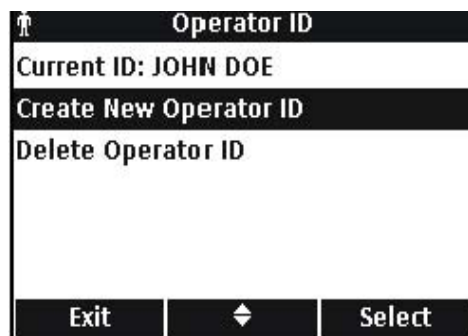 Operator ID
Current ID: JOHN DOE
Create New Operator ID
Delete Operator ID
Exit Select